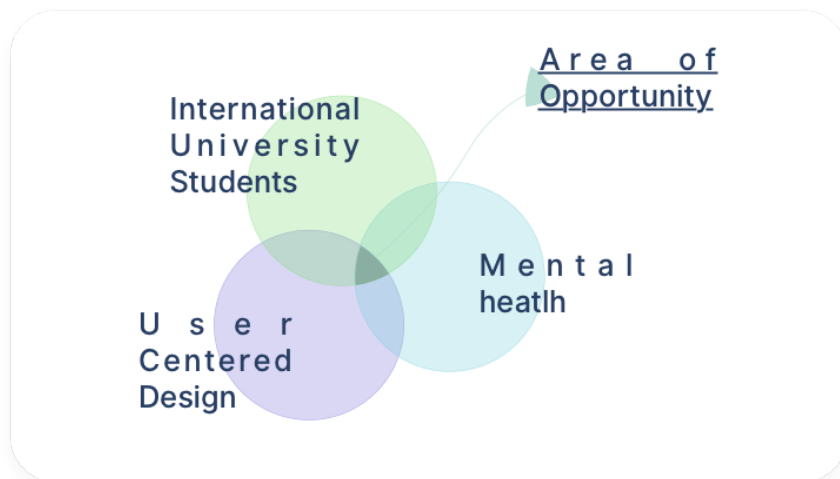 Area of
Opportunity
International
University
Students
Mental
heatlh
User
Centered
Design